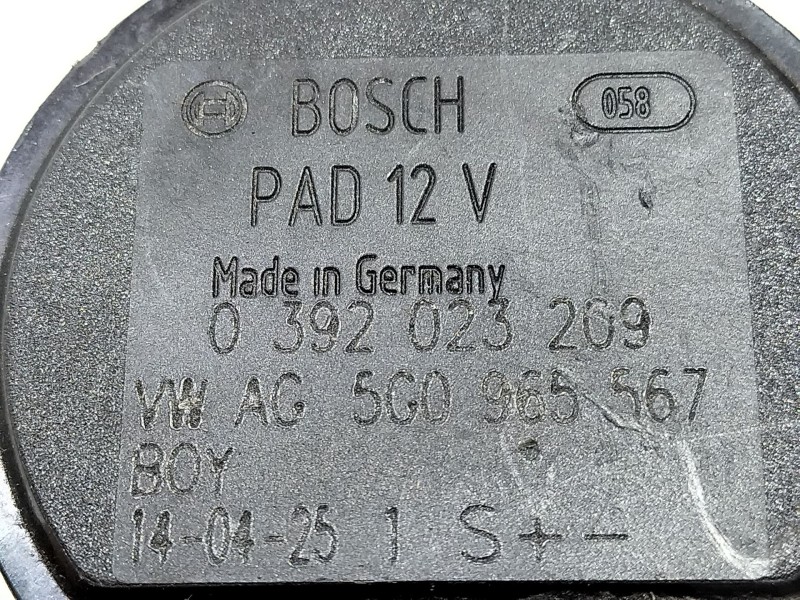 BOSCH 058
PAD 12 V
Made in Germany
0 392 023 209
VW AG 5G0 965 567
BOY
14-04-25 1 S + -